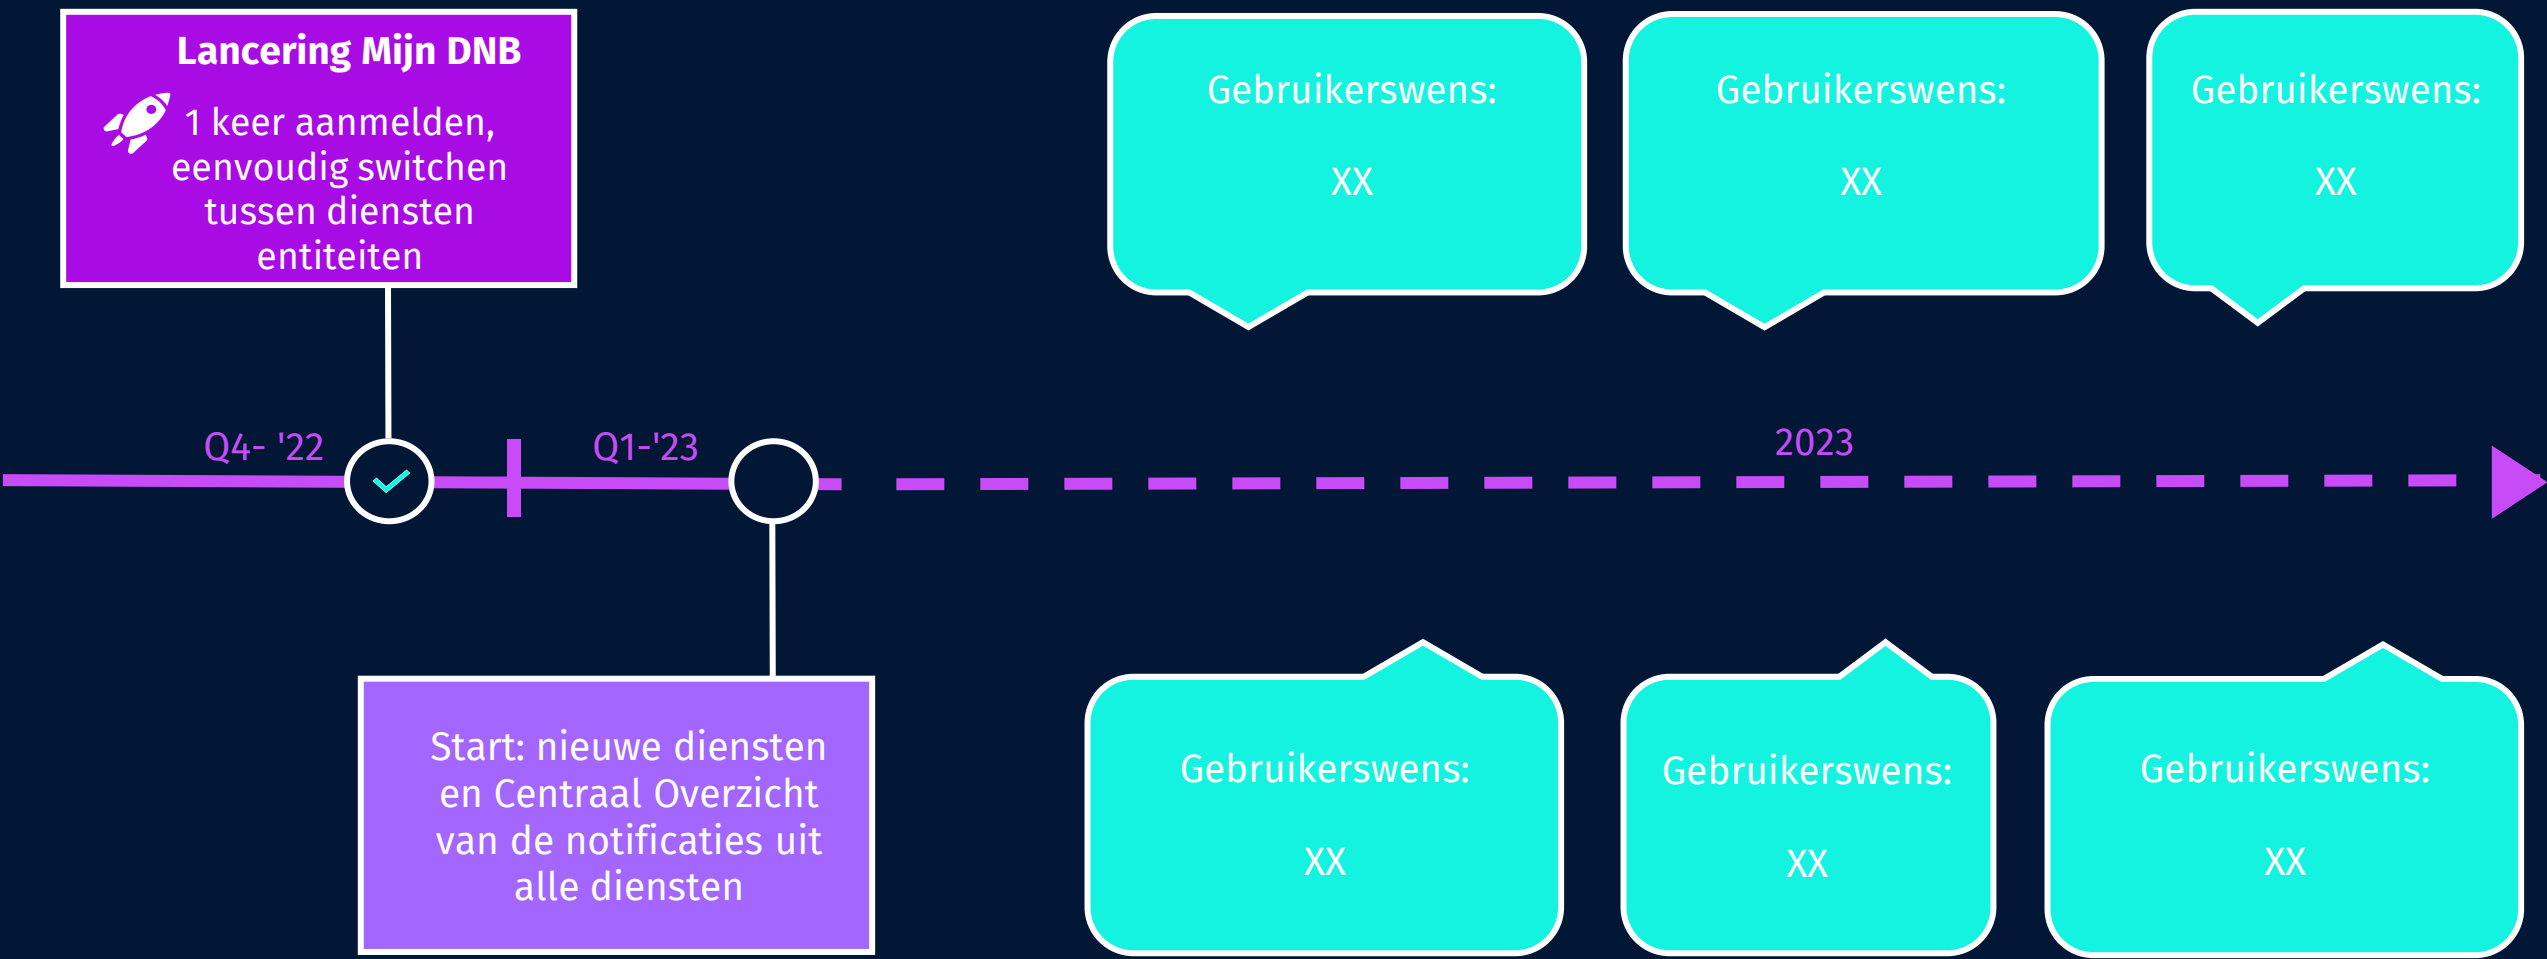 Lancering Mijn DNB
1 keer aanmelden,
eenvoudig switchen
tussen diensten
entiteiten
Gebruikerswens:
XX
Gebruikerswens:
XX
Gebruikerswens:
XX
Q4- '22
Q1-'23
2023
Start: nieuwe diensten
en Centraal Overzicht
van de notificaties uit
alle diensten
Gebruikerswens:
XX
Gebruikerswens:
XX
Gebruikerswens:
XX